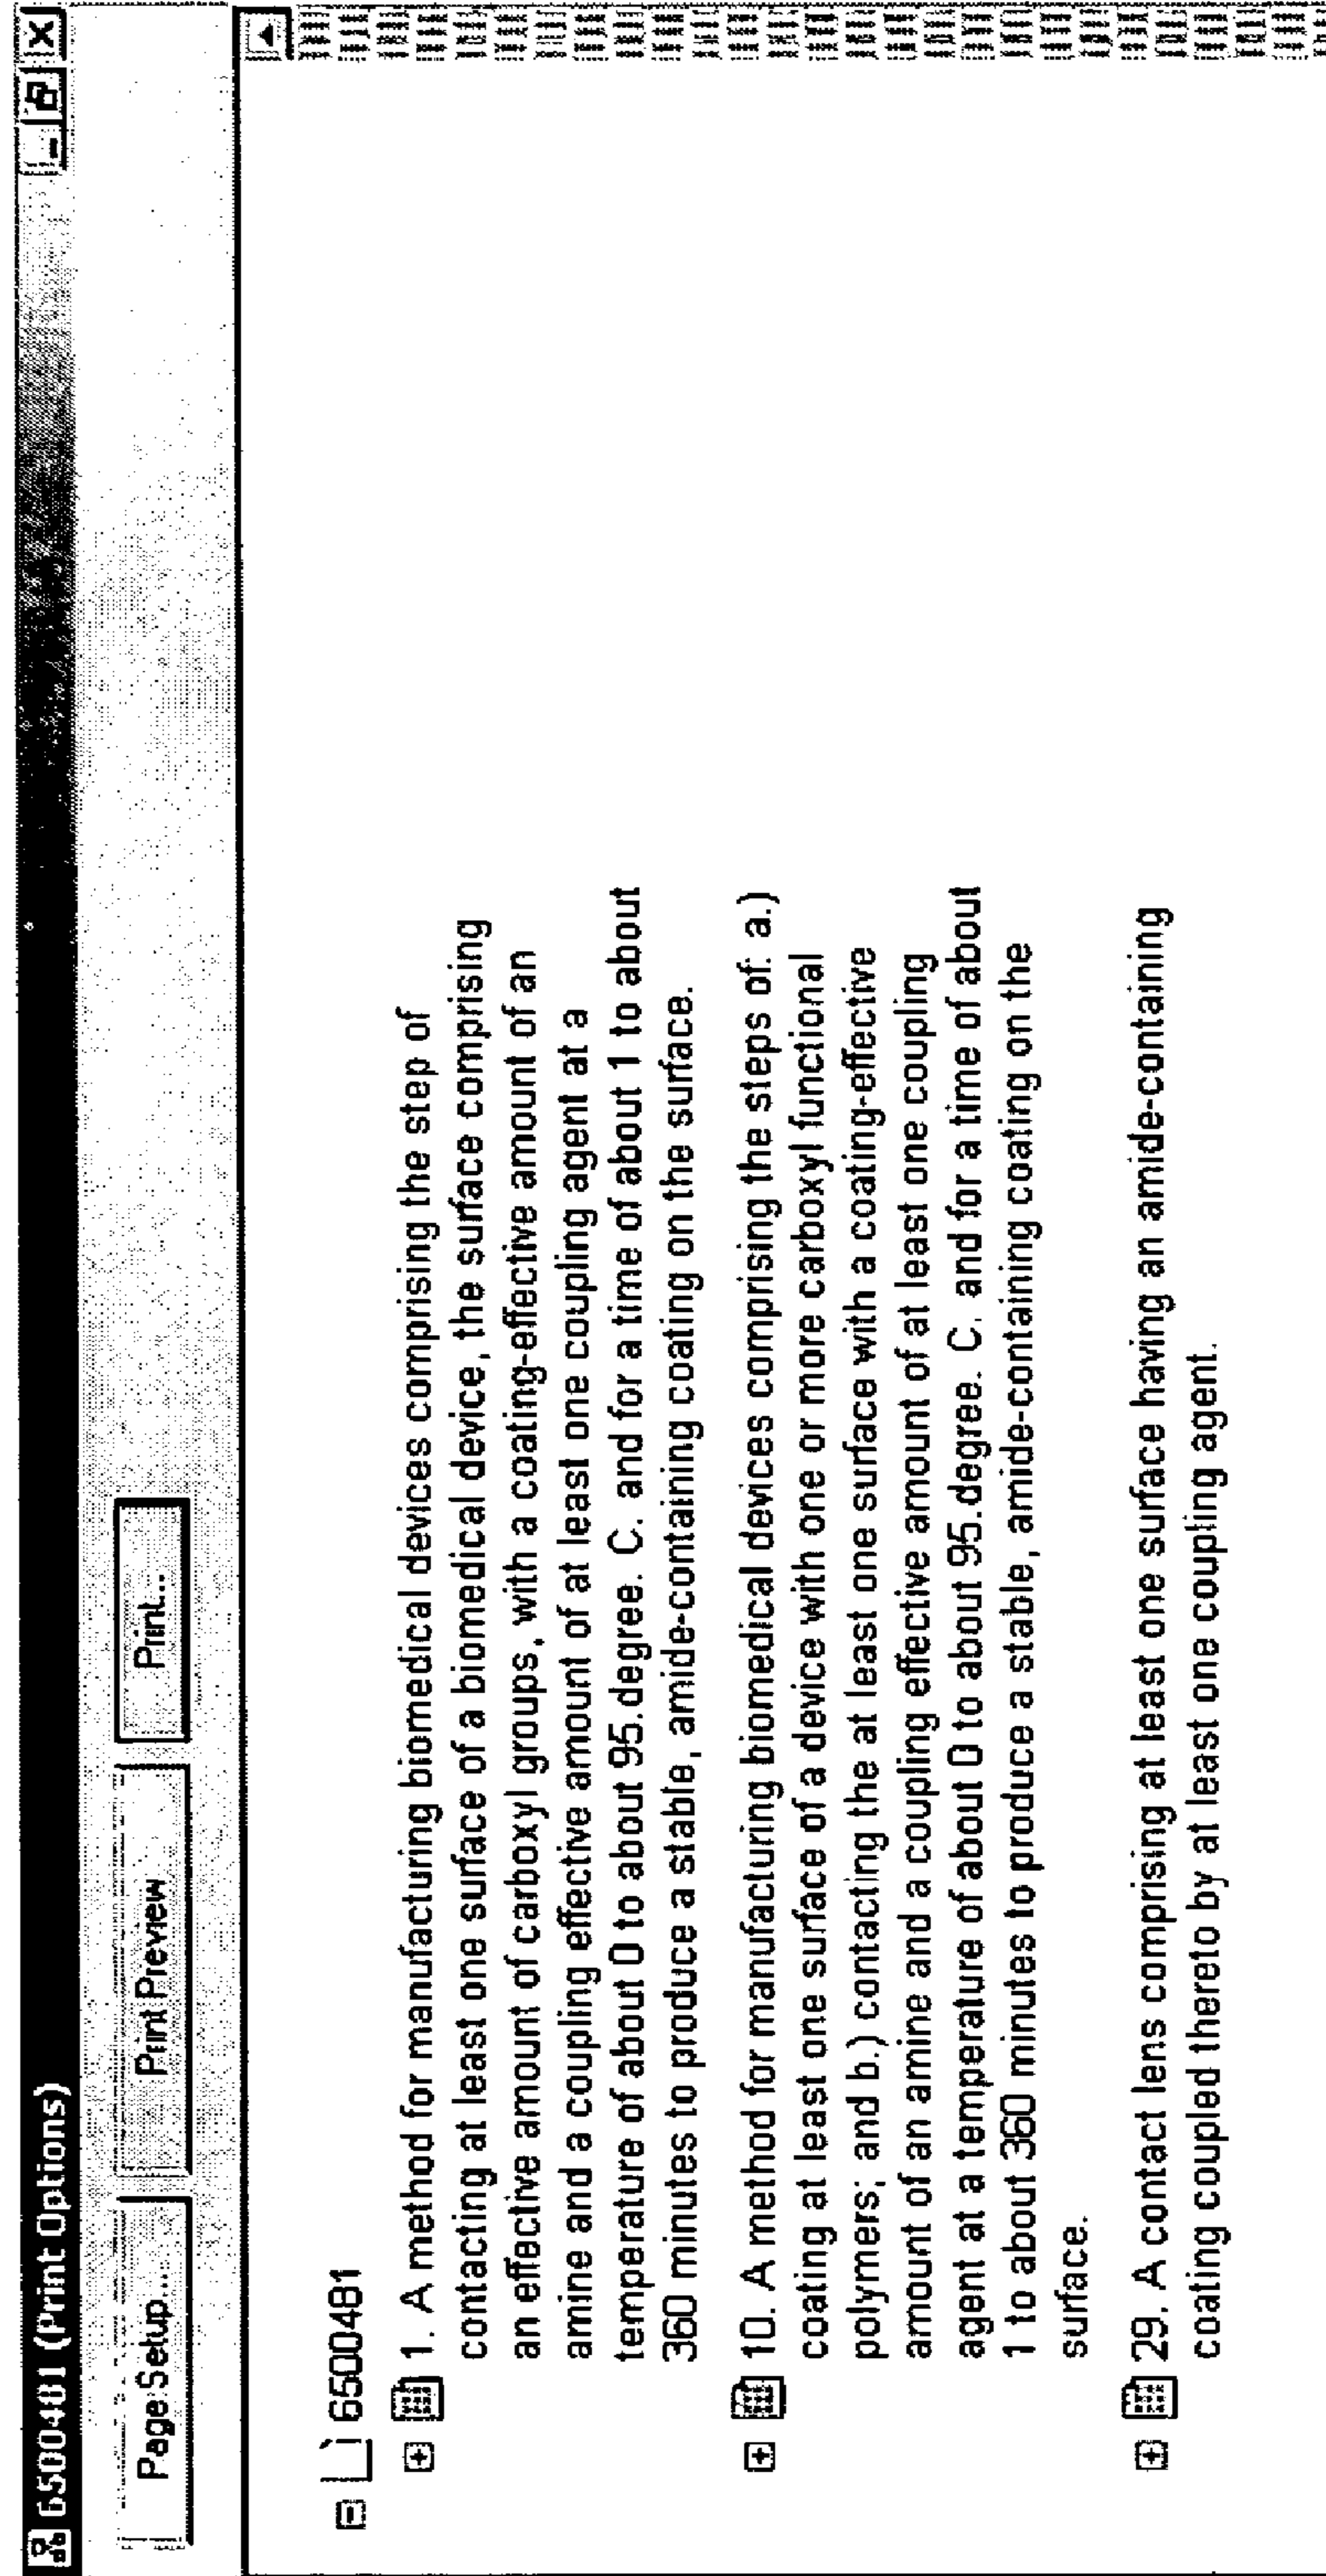 6500481 (Print Options)
Page Setup...
Print Preview
Print...
6500481
1. A method for manufacturing biomedical devices comprising the step of
contacting at least one surface of a biomedical device, the surface comprising
an effective amount of carboxyl groups, with a coating-effective amount of an
amine and a coupling effective amount of at least one coupling agent at a
temperature of about 0 to about 95.degree. C. and for a time of about 1 to about
360 minutes to produce a stable, amide-containing coating on the surface.
10. A method for manufacturing biomedical devices comprising the steps of: a.)
coating at least one surface of a device with one or more carboxyl functional
polymers; and b.) contacting the at least one surface with a coating-effective
amount of an amine and a coupling effective amount of at least one coupling
agent at a temperature of about 0 to about 95.degree. C. and for a time of about
1 to about 360 minutes to produce a stable, amide-containing coating on the
surface.
29. A contact lens comprising at least one surface having an amide-containing
coating coupled thereto by at least one coupling agent.